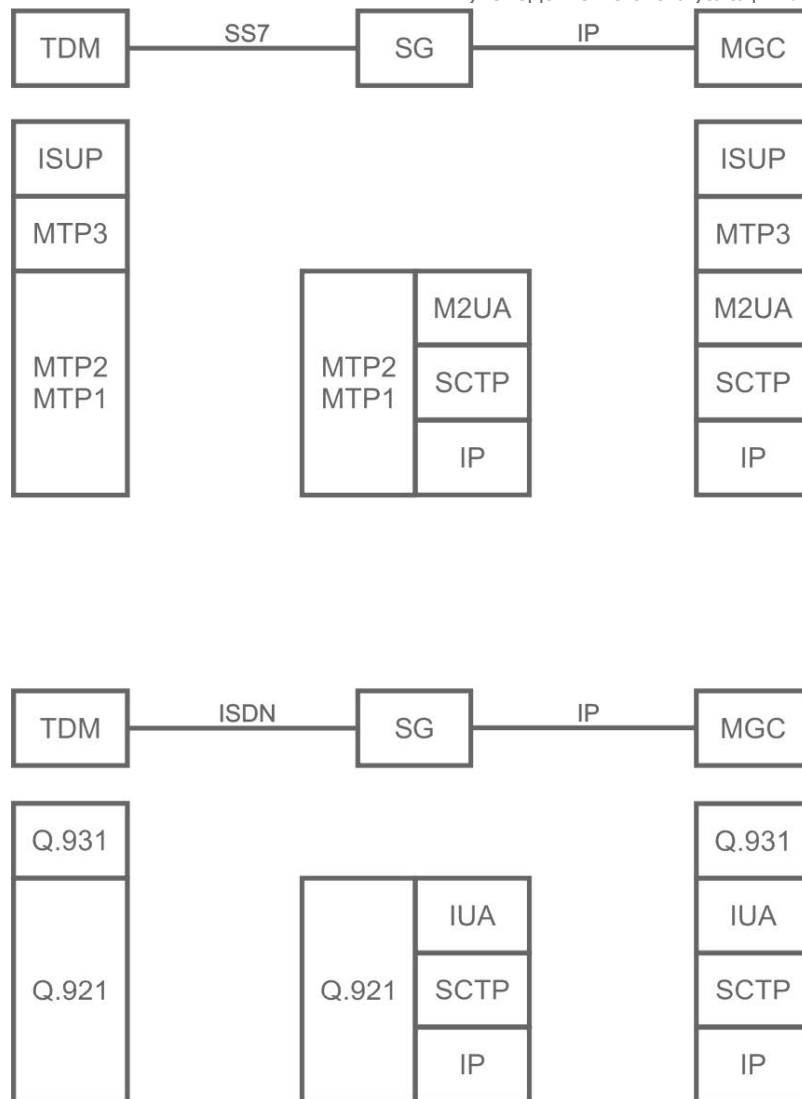 TDM SS7 SG IP MGC
ISUP ISUP
MTP3 MTP3
M2UA M2UA
MTP2 MTP2 SCTP SCTP
MTP1 MTP1
IP IP
TDM ISDN SG IP MGC
Q.931 Q.931
IUA IUA
Q.921 Q.921 SCTP SCTP
IP IP